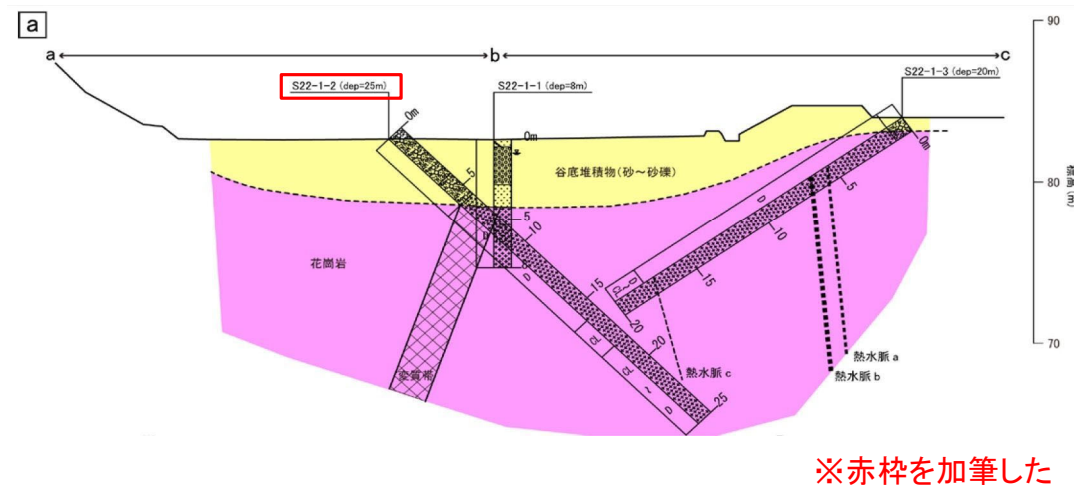 a
90
a
b
c
S22-1-2 (dep=25m)
S22-1-1 (dep=8m)
S22-1-3 (dep=20m)
0m
0m
0m
5
谷底堆積物(砂~砂礫)
80
標高(m)
5
5
10
10
花崗岩
D
D
15
15
CL~D
20
20
CL
CL~D
変質帯
熱水脈 c
熱水脈 a
熱水脈 b
70
25
※赤枠を加筆した